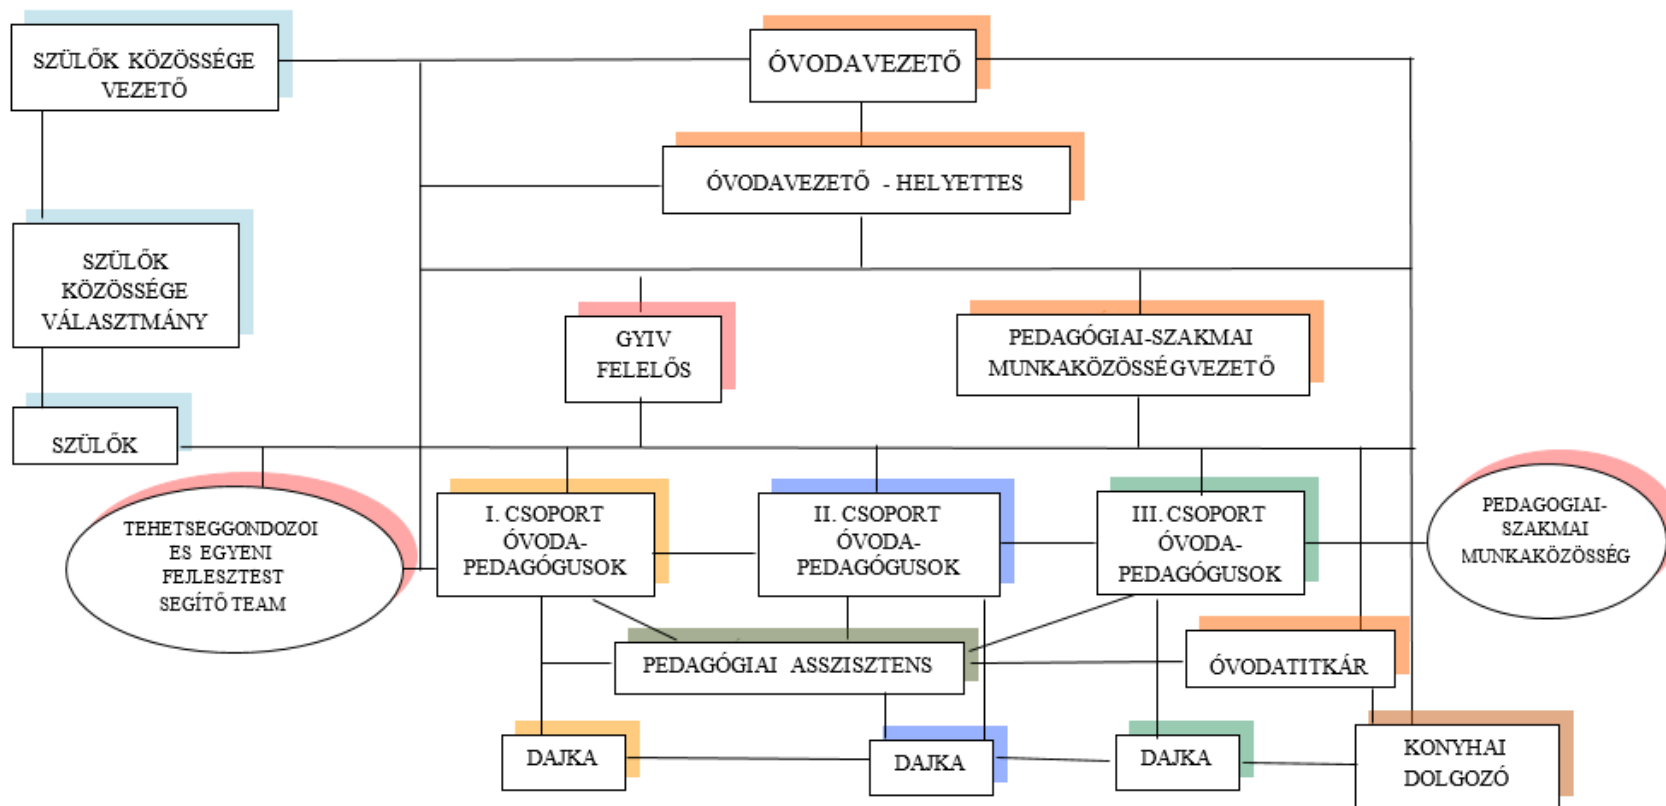 SZÜLŐK KÖZÖSSÉGE
VEZETŐ
ÓVODAVEZETŐ
ÓVODAVEZETŐ - HELYETTES
SZÜLŐK
KÖZÖSSÉGE
VÁLASZTMÁNY
GYIV
FELELŐS
PEDAGÓGIAI-SZAKMAI
MUNKAKÖZÖSSÉGVEZETŐ
SZÜLŐK
TEHETSEGGONDOZOI
ES EGYENI
FEJLESZTEST
SEGÍTŐ TEAM
I. CSOPORT
ÓVODA-
PEDAGÓGUSOK
II. CSOPORT
ÓVODA-
PEDAGÓGUSOK
III. CSOPORT
ÓVODA-
PEDAGÓGUSOK
PEDAGOGIAI-
SZAKMAI
MUNKAKÖZÖSSÉG
PEDAGÓGIAI ASSZISZTENS
ÓVODATITKÁR
DAJKA
DAJKA
DAJKA
KONYHAI
DOLGOZÓ